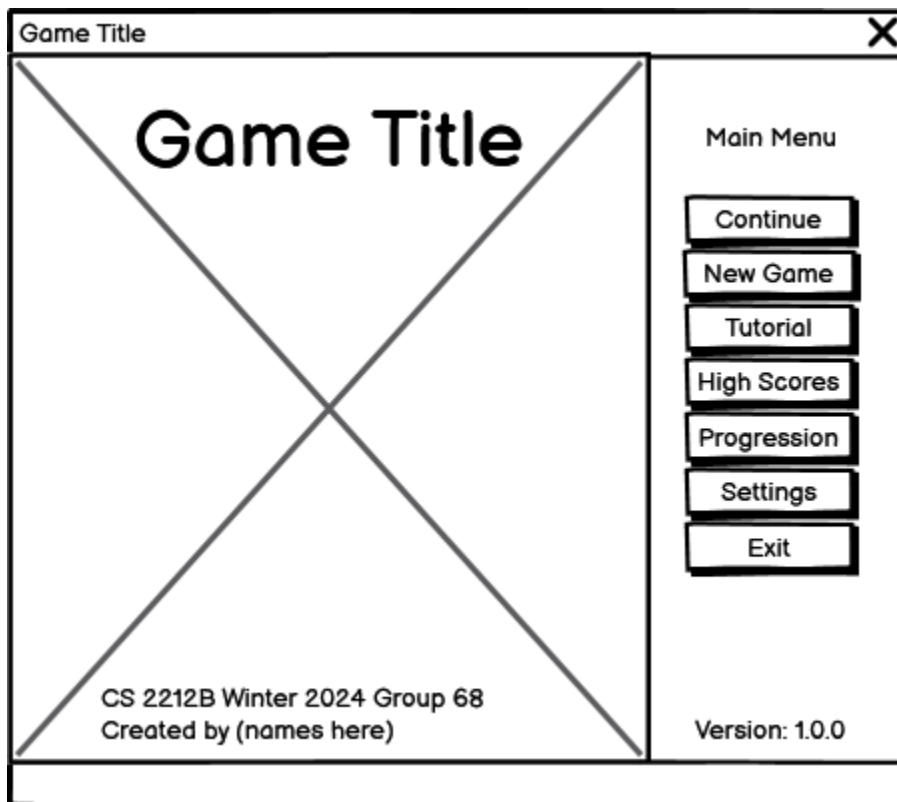 Game Title
Game Title
CS 2212B Winter 2024 Group 68
Created by (names here)
Main Menu
Continue
New Game
Tutorial
High Scores
Progression
Settings
Exit
Version: 1.0.0